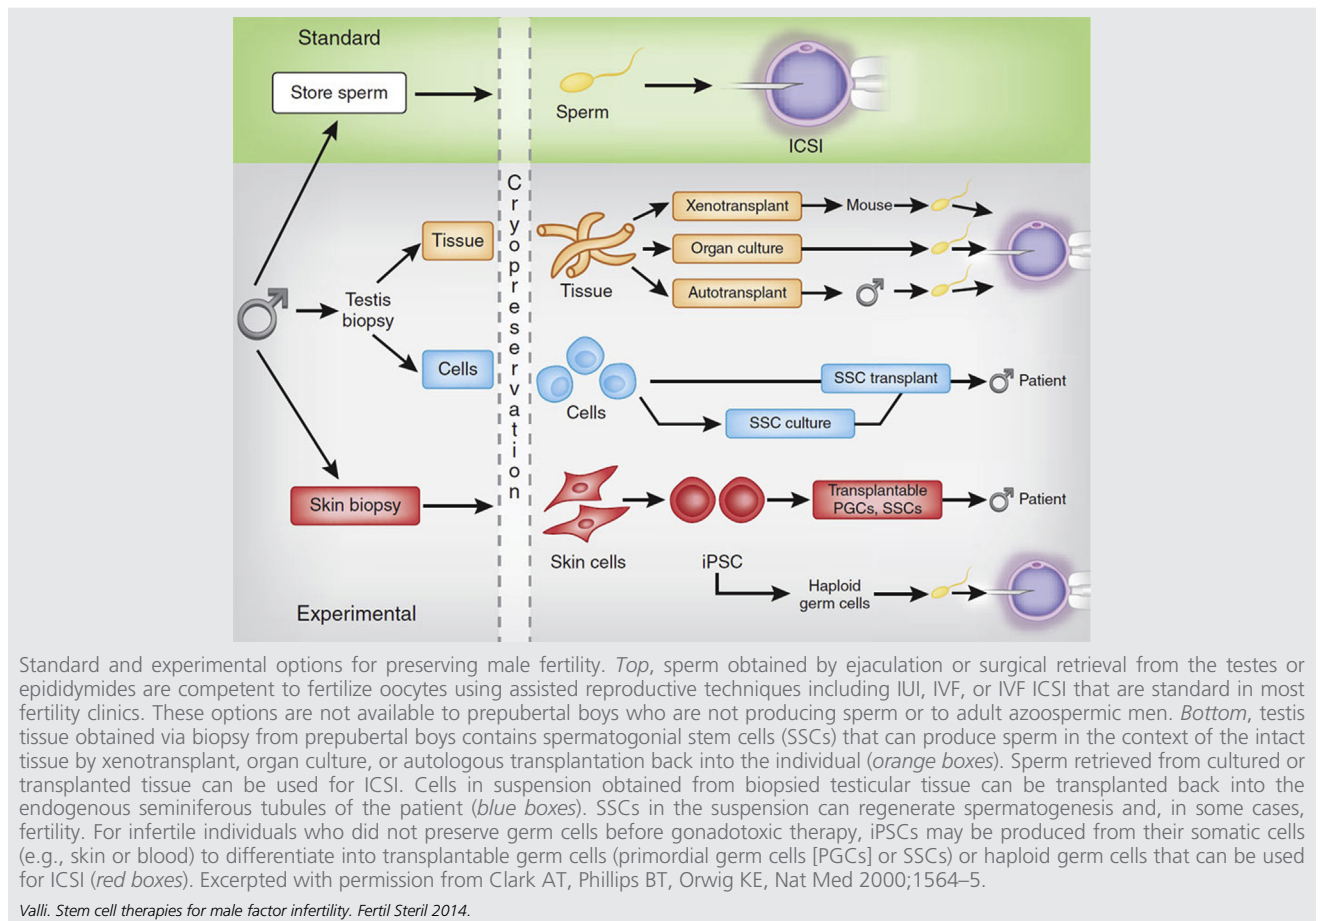 Standard
Store sperm
Sperm
ICSI
Cryopreservation
Tissue
Testis
biopsy
Cells
Skin biopsy
Experimental
Tissue
Xenotransplant
Mouse
Organ culture
Autotransplant
Cells
SSC transplant
Patient
SSC culture
Skin cells
iPSC
Transplantable
PGCs, SSCs
Patient
Haploid
germ cells
Standard and experimental options for preserving male fertility. Top, sperm obtained by ejaculation or surgical retrieval from the testes or
epididymides are competent to fertilize oocytes using assisted reproductive techniques including IUI, IVF, or IVF ICSI that are standard in most
fertility clinics. These options are not available to prepubertal boys who are not producing sperm or to adult azoospermic men. Bottom, testis
tissue obtained via biopsy from prepubertal boys contains spermatogonial stem cells (SSCs) that can produce sperm in the context of the intact
tissue by xenotransplant, organ culture, or autologous transplantation back into the individual (orange boxes). Sperm retrieved from cultured or
transplanted tissue can be used for ICSI. Cells in suspension obtained from biopsied testicular tissue can be transplanted back into the
endogenous seminiferous tubules of the patient (blue boxes). SSCs in the suspension can regenerate spermatogenesis and, in some cases,
fertility. For infertile individuals who did not preserve germ cells before gonadotoxic therapy, iPSCs may be produced from their somatic cells
(e.g., skin or blood) to differentiate into transplantable germ cells (primordial germ cells [PGCs] or SSCs) or haploid germ cells that can be used
for ICSI (red boxes). Excerpted with permission from Clark AT, Phillips BT, Orwig KE, Nat Med 2000;1564–5.
Valli. Stem cell therapies for male factor infertility. Fertil Steril 2014.